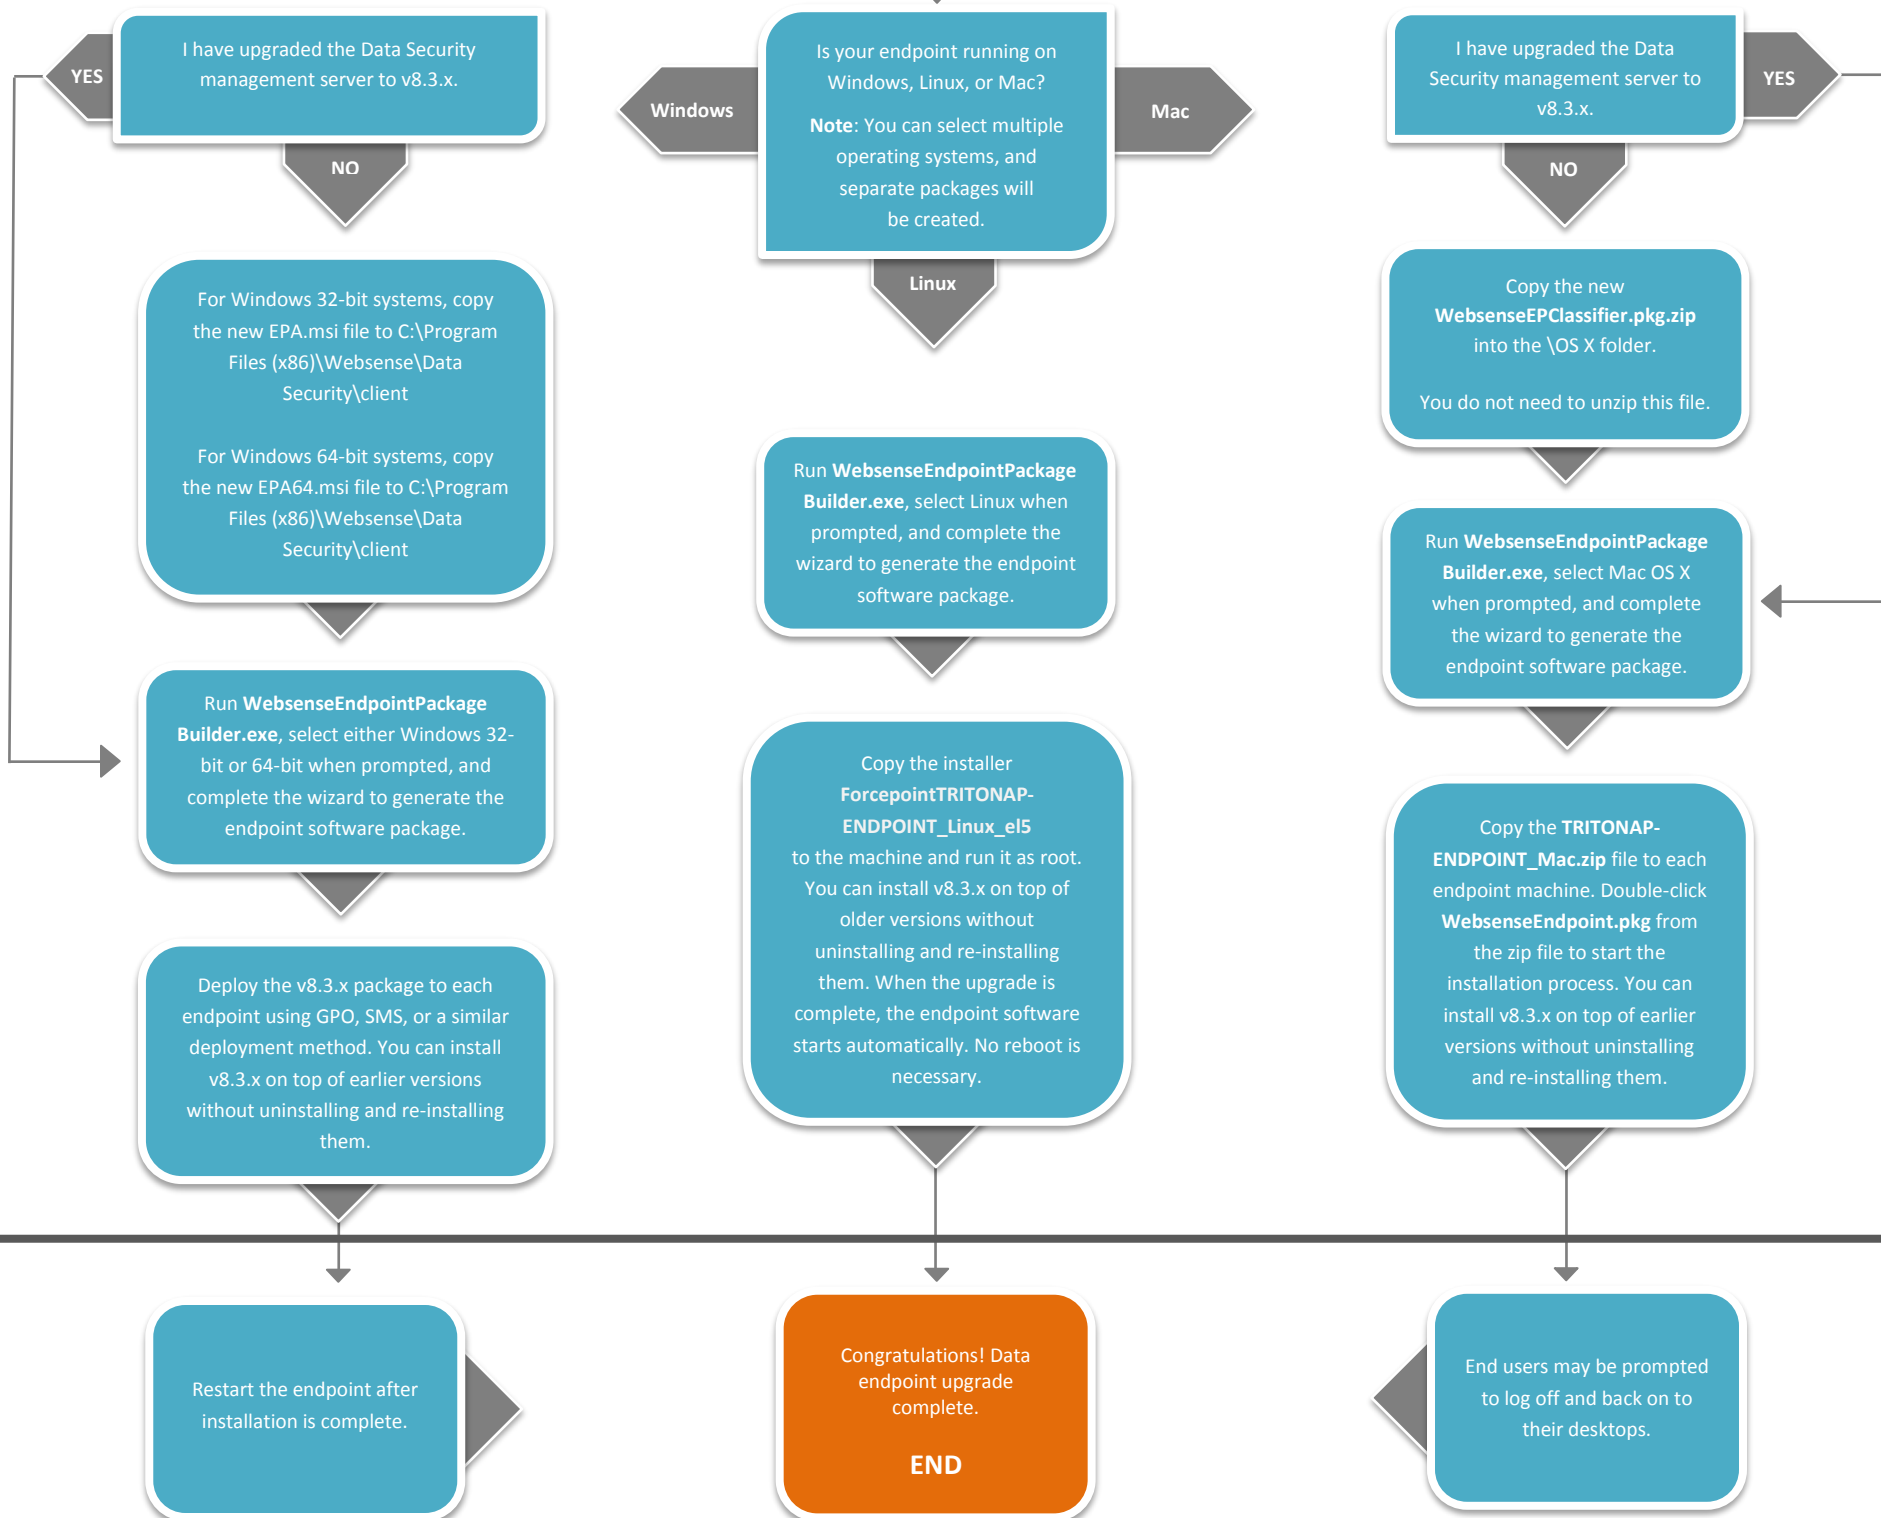 I have upgraded the Data Security
management server to v8.3.x.
YES
NO
For Windows 32-bit systems, copy
the new EPA.msi file to C:\Program
Files (x86)\Websense\Data
Security\client
For Windows 64-bit systems, copy
the new EPA64.msi file to C:\Program
Files (x86)\Websense\Data
Security\client
Run WebsenseEndpointPackage
Builder.exe, select either Windows 32-
bit or 64-bit when prompted, and
complete the wizard to generate the
endpoint software package.
Deploy the v8.3.x package to each
endpoint using GPO, SMS, or a similar
deployment method. You can install
v8.3.x on top of earlier versions
without uninstalling and re-installing
them.
Restart the endpoint after
installation is complete.
Is your endpoint running on
Windows, Linux, or Mac?
Note: You can select multiple
operating systems, and
separate packages will
be created.
Windows
Mac
Linux
Run WebsenseEndpointPackage
Builder.exe, select Linux when
prompted, and complete the
wizard to generate the endpoint
software package.
Copy the installer
ForcepointTRITONAP-
ENDPOINT_Linux_el5
to the machine and run it as root.
You can install v8.3.x on top of
older versions without
uninstalling and re-installing
them. When the upgrade is
complete, the endpoint software
starts automatically. No reboot is
necessary.
Congratulations! Data
endpoint upgrade
complete.
END
I have upgraded the Data
Security management server to
v8.3.x.
YES
NO
Copy the new
WebsenseEPClassifier.pkg.zip
into the \OS X folder.
You do not need to unzip this file.
Run WebsenseEndpointPackage
Builder.exe, select Mac OS X
when prompted, and complete
the wizard to generate the
endpoint software package.
Copy the TRITONAP-
ENDPOINT_Mac.zip file to each
endpoint machine. Double-click
WebsenseEndpoint.pkg from
the zip file to start the
installation process. You can
install v8.3.x on top of earlier
versions without uninstalling
and re-installing them.
End users may be prompted
to log off and back on to
their desktops.